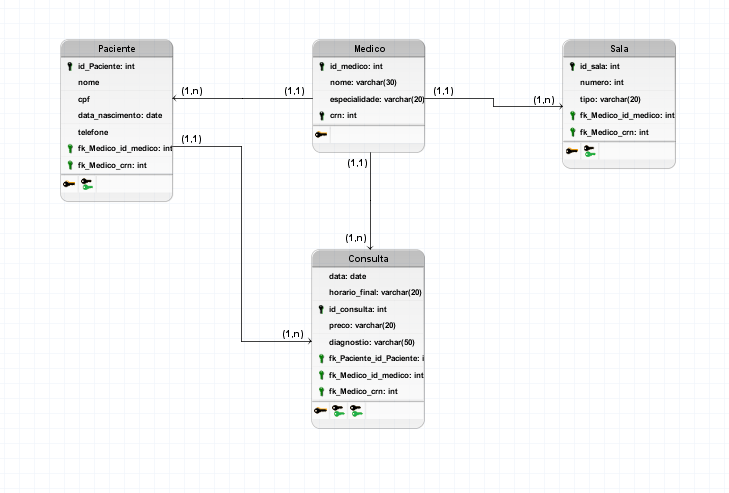 Paciente
id_Paciente: int
nome
cpf
data_nascimento: date
telefone
fk_Medico_id_medico: int
fk_Medico_crn: int
Medico
id_medico: int
nome: varchar(30)
especialidade: varchar(20)
crn: int
Sala
id_sala: int
numero: int
tipo: varchar(20)
fk_Medico_id_medico: int
fk_Medico_crn: int
(1,n)
(1,1)
(1,1)
(1,n)
(1,1)
(1,1)
(1,n)
(1,n)
Consulta
data: date
horario_final: varchar(20)
id_consulta: int
preco: varchar(20)
diagnostio: varchar(50)
fk_Paciente_id_Paciente: i
fk_Medico_id_medico: int
fk_Medico_crn: int